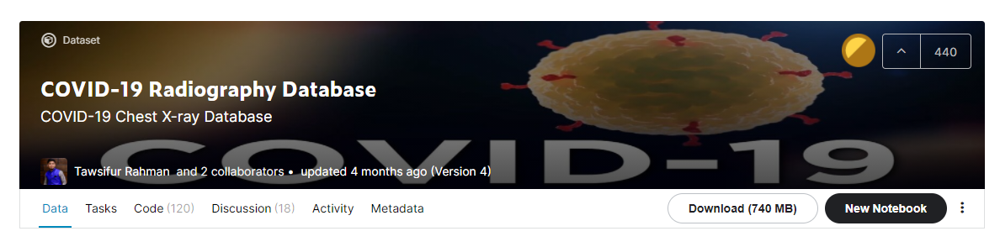 Dataset
440
COVID-19 Radiography Database
COVID-19 Chest X-ray Database
COVID-19
Tawsifur Rahman and 2 collaborators • updated 4 months ago (Version 4)
Data Tasks Code (120) Discussion (18) Activity Metadata Download (740 MB) New Notebook